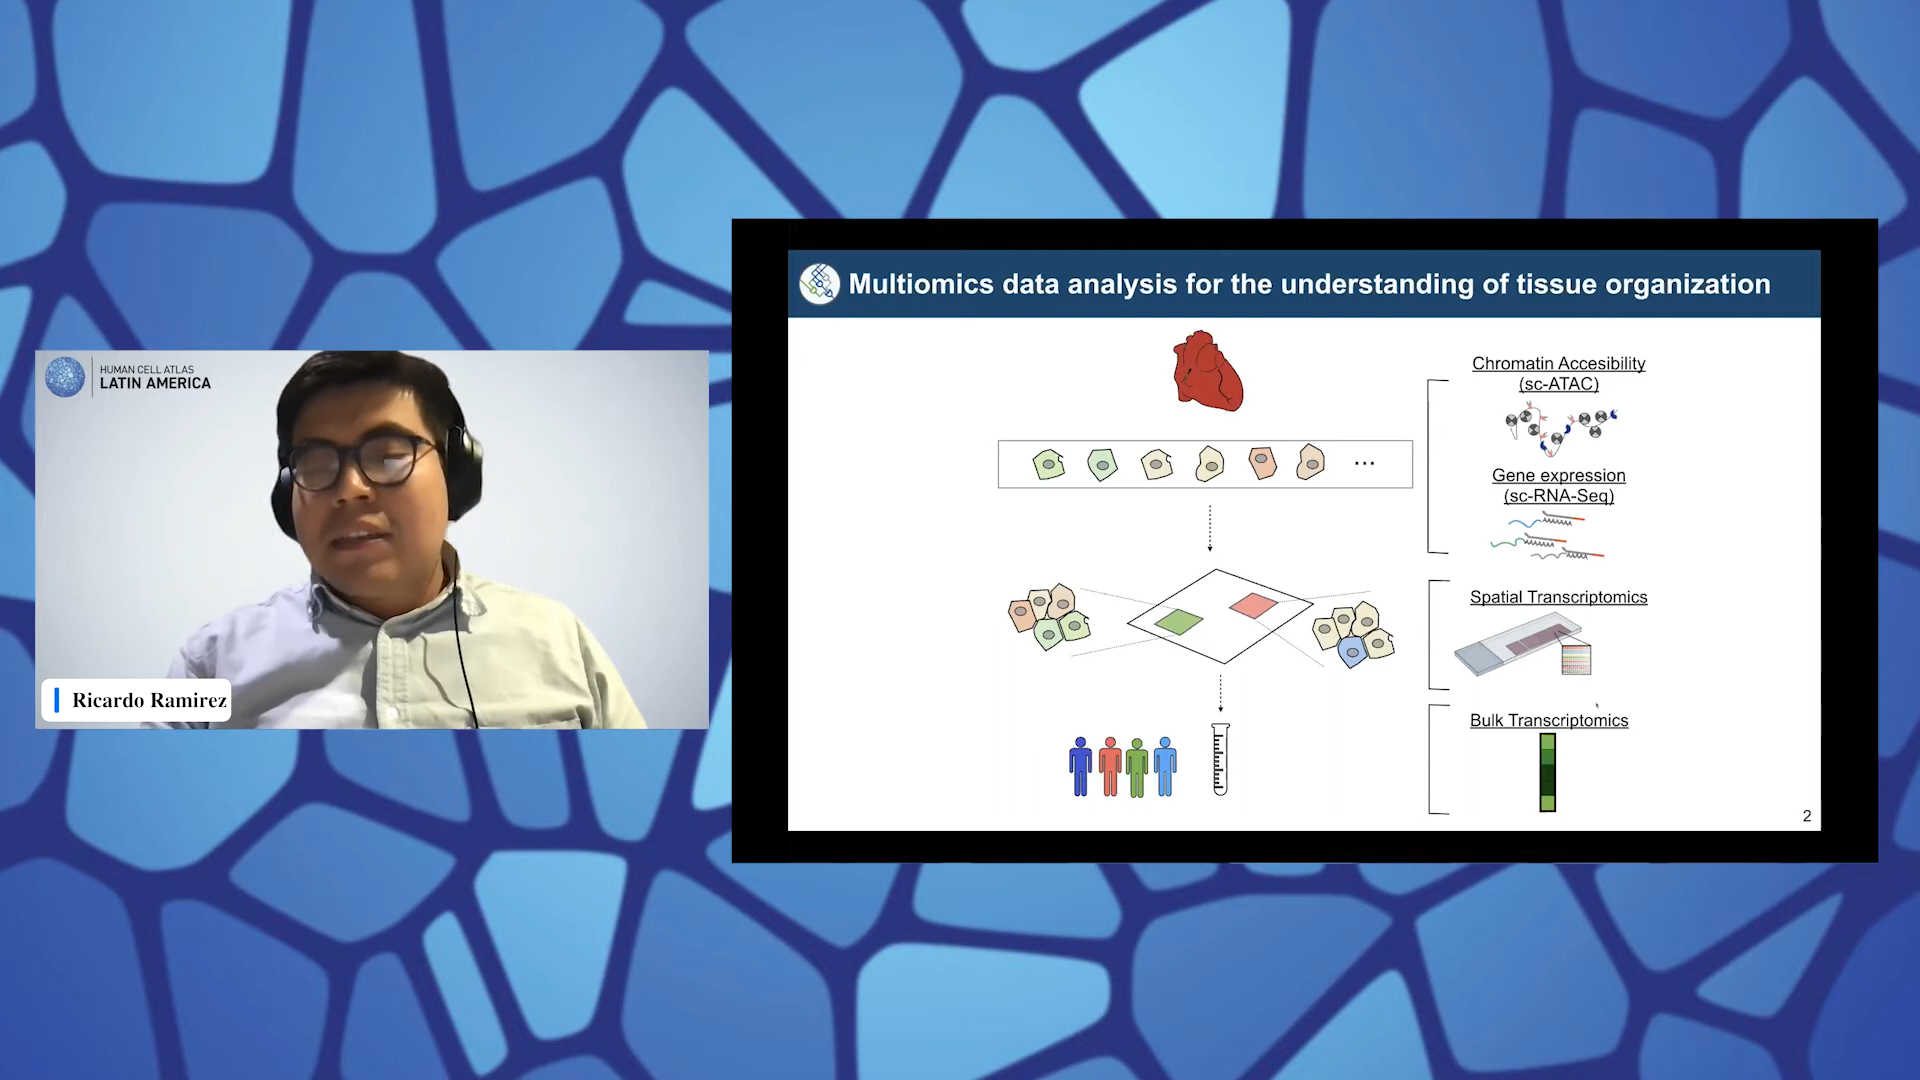 HUMAN CELL ATLAS
LATIN AMERICA
Ricardo Ramirez
Multiomics data analysis for the understanding of tissue organization
Chromatin Accesibility
(sc-ATAC)
...
Gene expression
(sc-RNA-Seq)
Spatial Transcriptomics
Bulk Transcriptomics
2